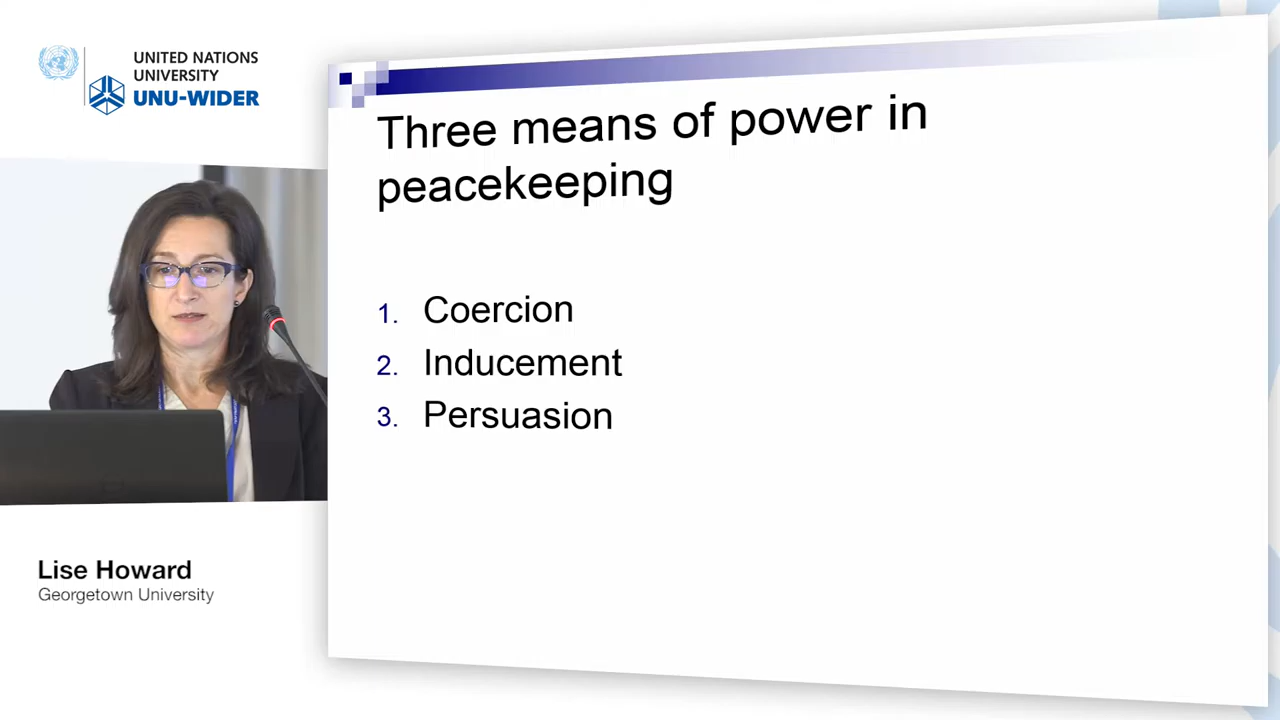 UNITED NATIONS
UNIVERSITY
UNU-WIDER
Three means of power in
peacekeeping
1. Coercion
2. Inducement
3. Persuasion
Lise Howard
Georgetown University